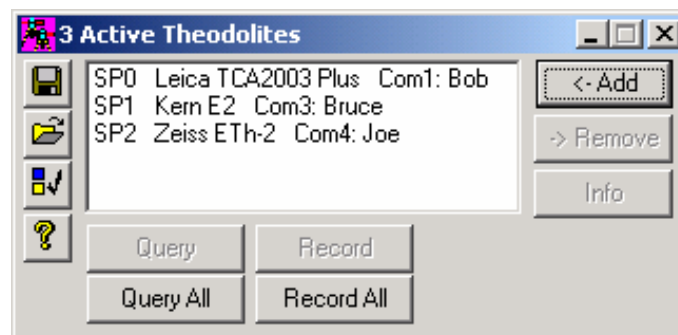 3 Active Theodolites
SP0 Leica TCA2003 Plus Com1: Bob
SP1 Kern E2 Com3: Bruce
SP2 Zeiss ETh-2 Com4: Joe
<- Add
-> Remove
Info
Query
Record
Query All
Record All